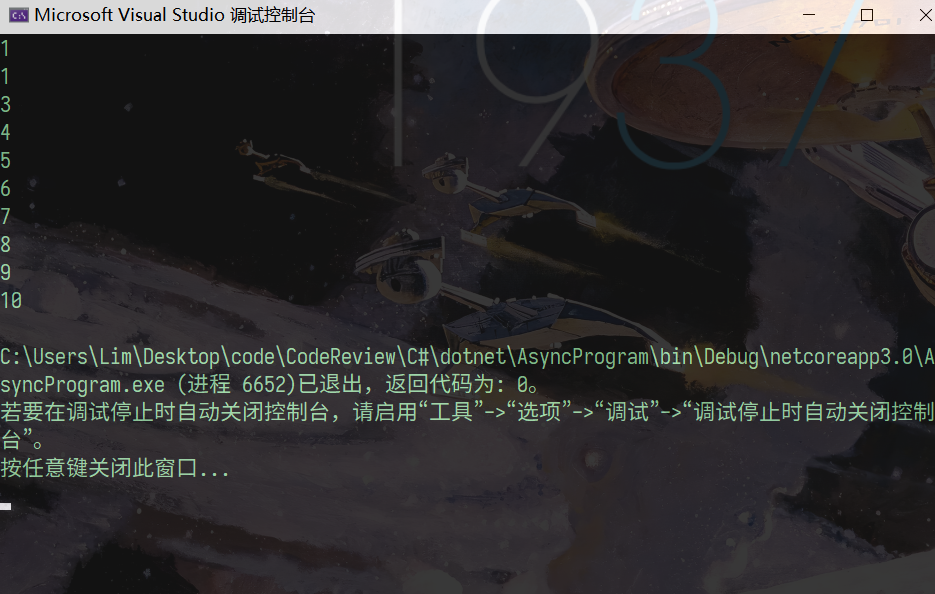 Microsoft Visual Studio 调试控制台
1937
NCC-1701
1
1
3
4
5
6
7
8
9
10
C:\Users\Lim\Desktop\code\CodeReview\C#\dotnet\AsyncProgram\bin\Debug\netcoreapp3.0\A
syncProgram.exe (进程 6652)已退出，返回代码为: 0。
若要在调试停止时自动关闭控制台，请启用“工具”->“选项”->“调试”->“调试停止时自动关闭控制
台”。
按任意键关闭此窗口...